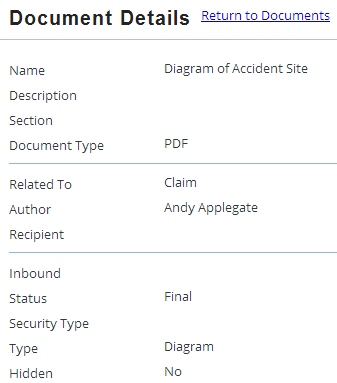 Document Details Return to Documents
Name Diagram of Accident Site
Description
Section
Document Type PDF
Related To Claim
Author Andy Applegate
Recipient
Inbound
Status Final
Security Type
Type Diagram
Hidden No